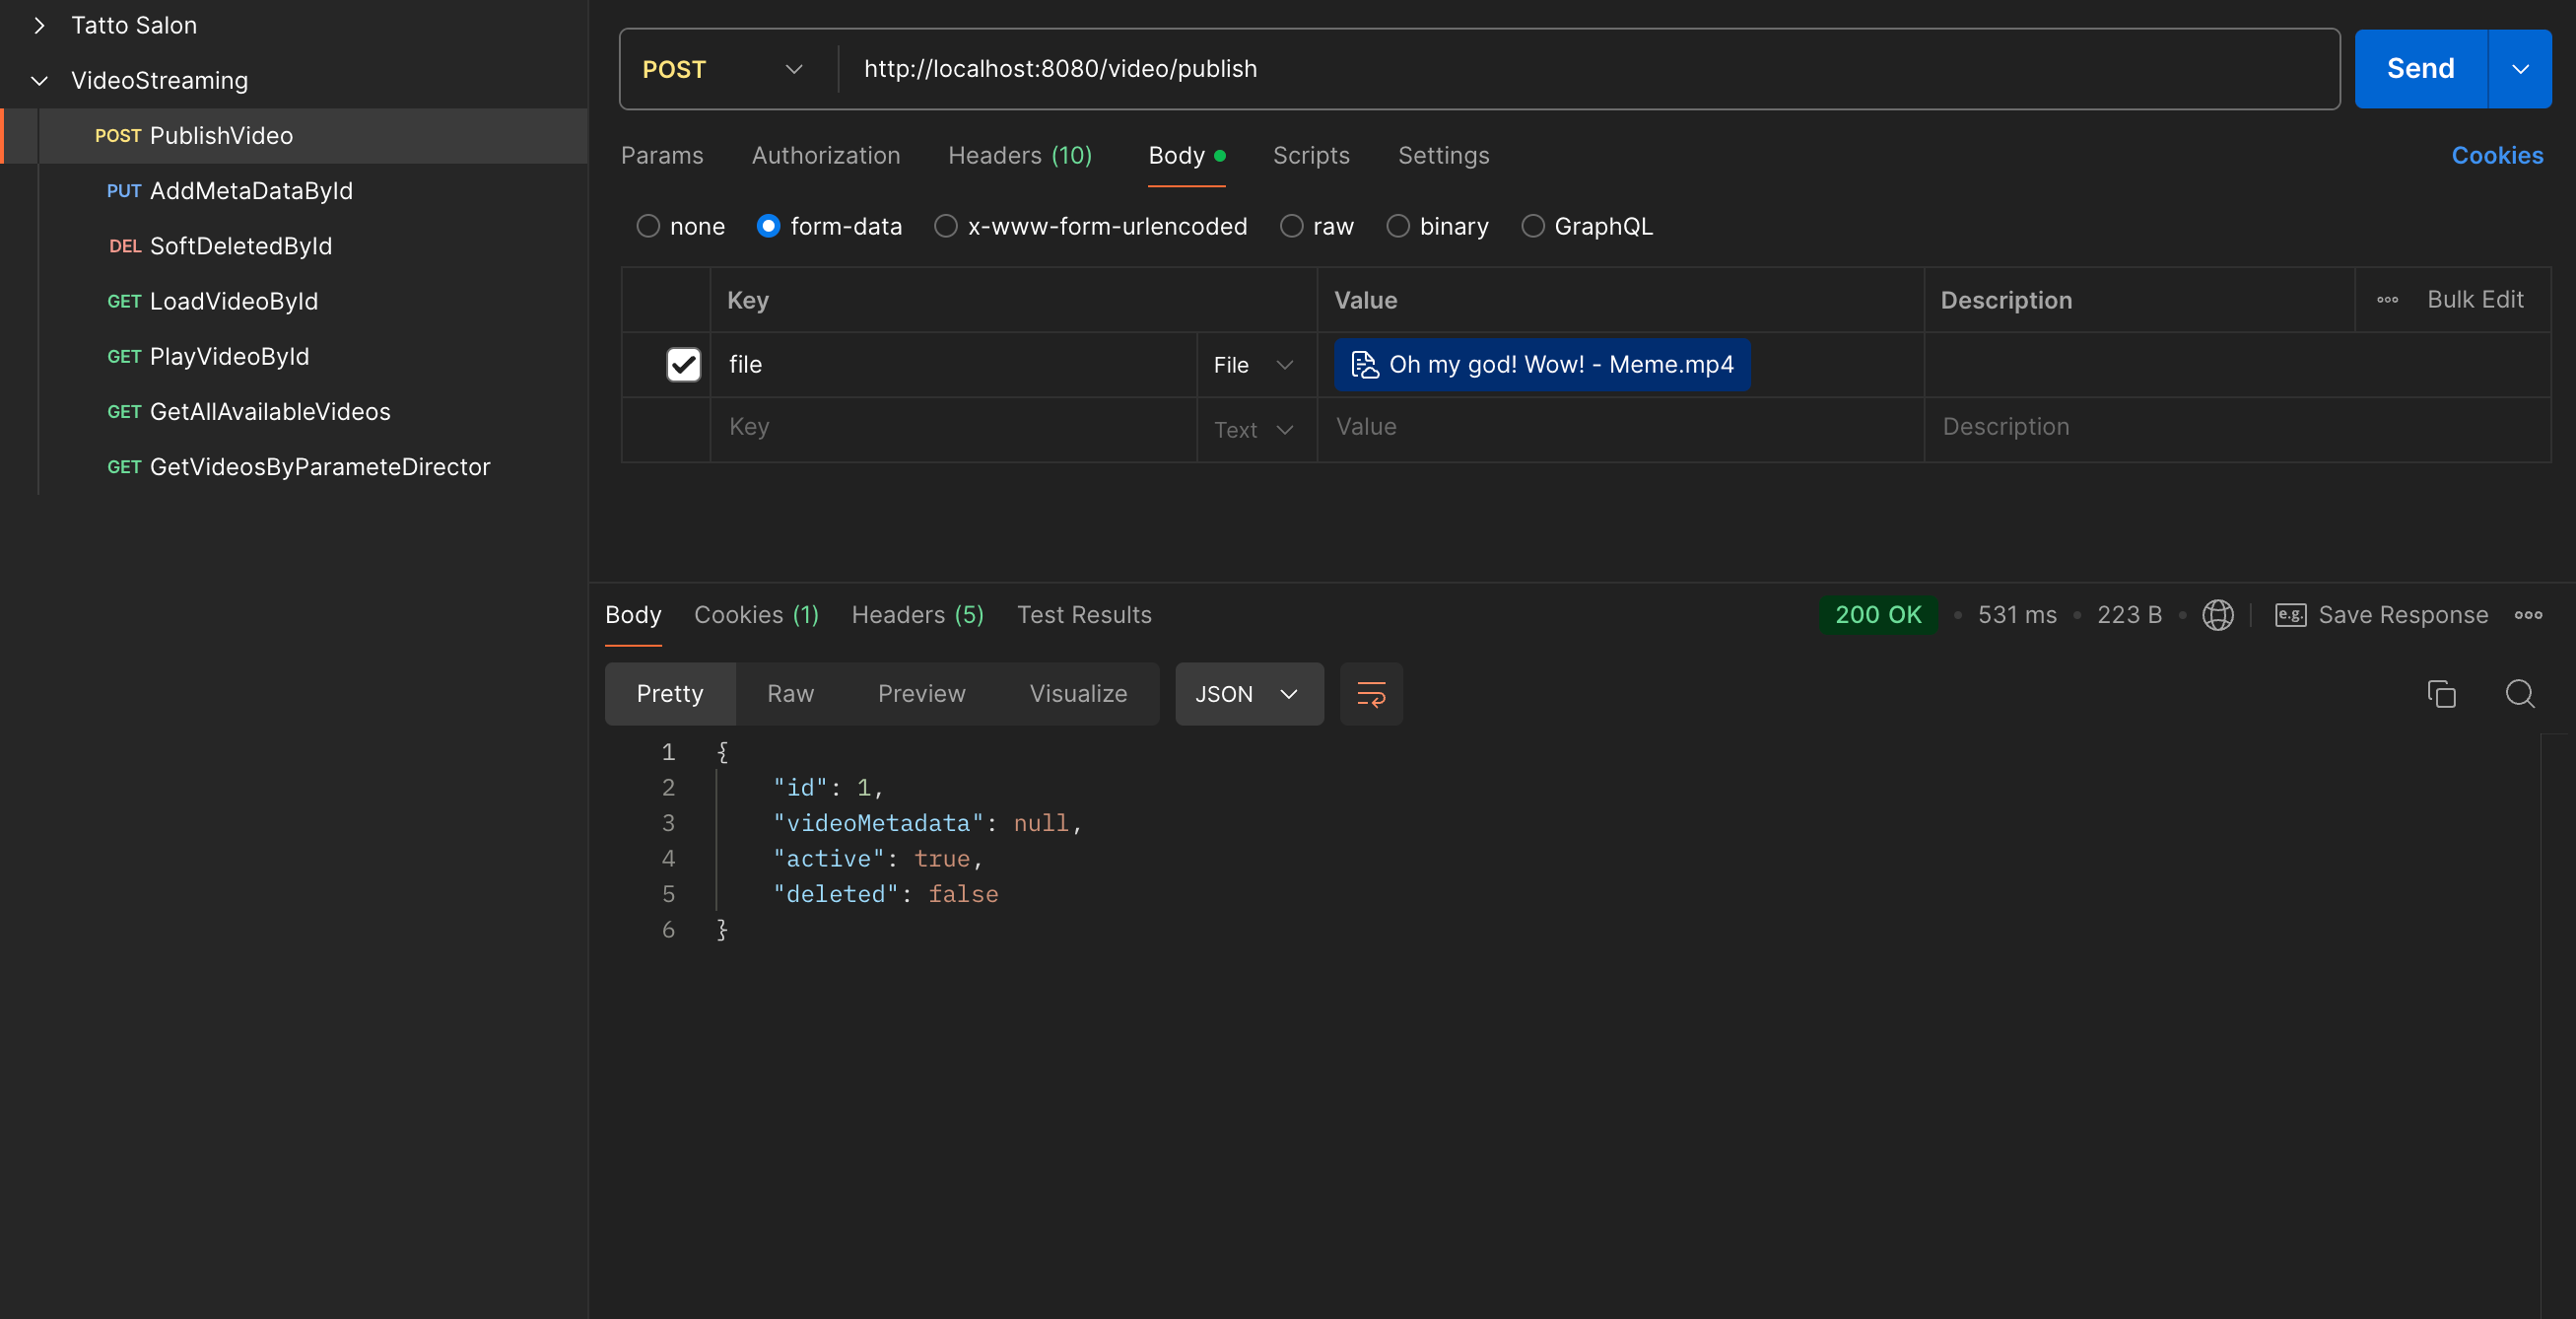 Tatto Salon
VideoStreaming
POST PublishVideo
PUT AddMetaDataById
DEL SoftDeletedById
GET LoadVideoById
GET PlayVideoById
GET GetAllAvailableVideos
GET GetVideosByParameteDirector
POST http://localhost:8080/video/publish Send
Params Authorization Headers (10) Body Scripts Settings Cookies
none form-data x-www-form-urlencoded raw binary GraphQL
Key Value Description Bulk Edit
file File Oh my god! Wow! - Meme.mp4
Key Text Value Description
Body Cookies (1) Headers (5) Test Results 200 OK 531 ms 223 B e.g. Save Response
Pretty Raw Preview Visualize JSON
1 {
2 "id": 1,
3 "videoMetadata": null,
4 "active": true,
5 "deleted": false
6 }